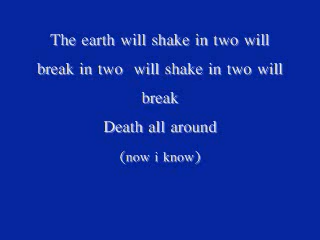 The earth will shake in two will
break in two  will shake in two will
break
Death all around
(now i know)